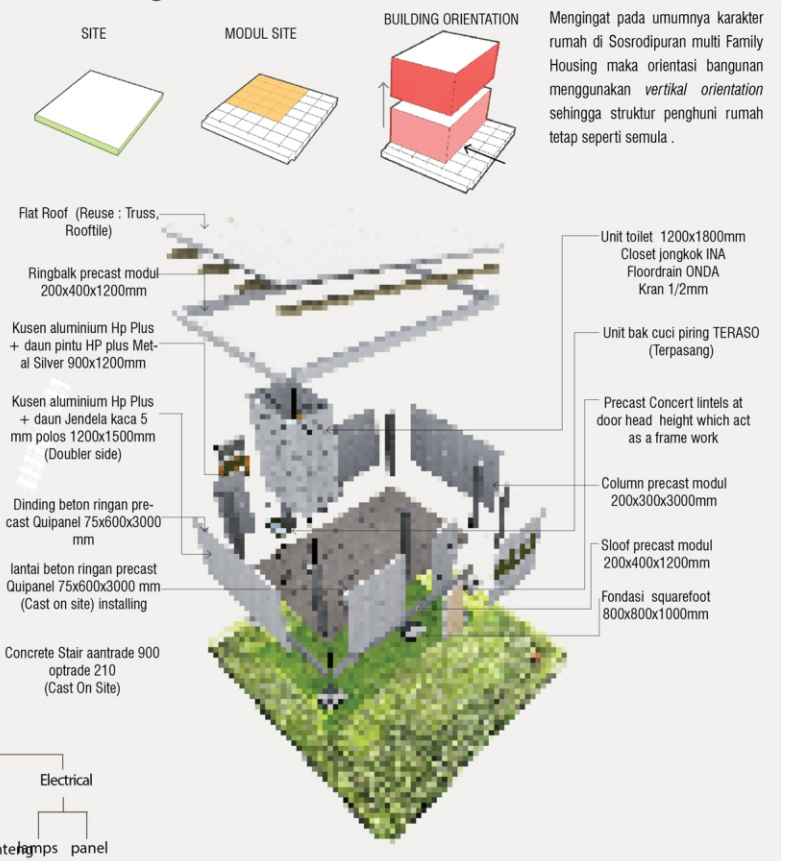 SITE
MODUL SITE
BUILDING ORIENTATION
Mengingat pada umumnya karakter
rumah di Sosrodipuran multi Family
Housing maka orientasi bangunan
menggunakan vertikal orientation
sehingga struktur penghuni rumah
tetap seperti semula .
Flat Roof (Reuse : Truss,
Rooftile)
Ringbalk precast modul
200x400x1200mm
Kusen aluminium Hp Plus
+ daun pintu HP plus Met-
al Silver 900x1200mm
Kusen aluminium Hp Plus
+ daun Jendela kaca 5
mm polos 1200x1500mm
(Doubler side)
Dinding beton ringan pre-
cast Quipanel 75x600x3000
mm
lantai beton ringan precast
Quipanel 75x600x3000 mm
(Cast on site) installing
Concrete Stair aantrade 900
optrade 210
(Cast On Site)
Unit toilet 1200x1800mm
Closet jongkok INA
Floordrain ONDA
Kran 1/2mm
Unit bak cuci piring TERASO
(Terpasang)
Precast Concert lintels at
door head height which act
as a frame work
Column precast modul
200x300x3000mm
Sloof precast modul
200x400x1200mm
Fondasi squarefoot
800x800x1000mm
Electrical
lamps panel